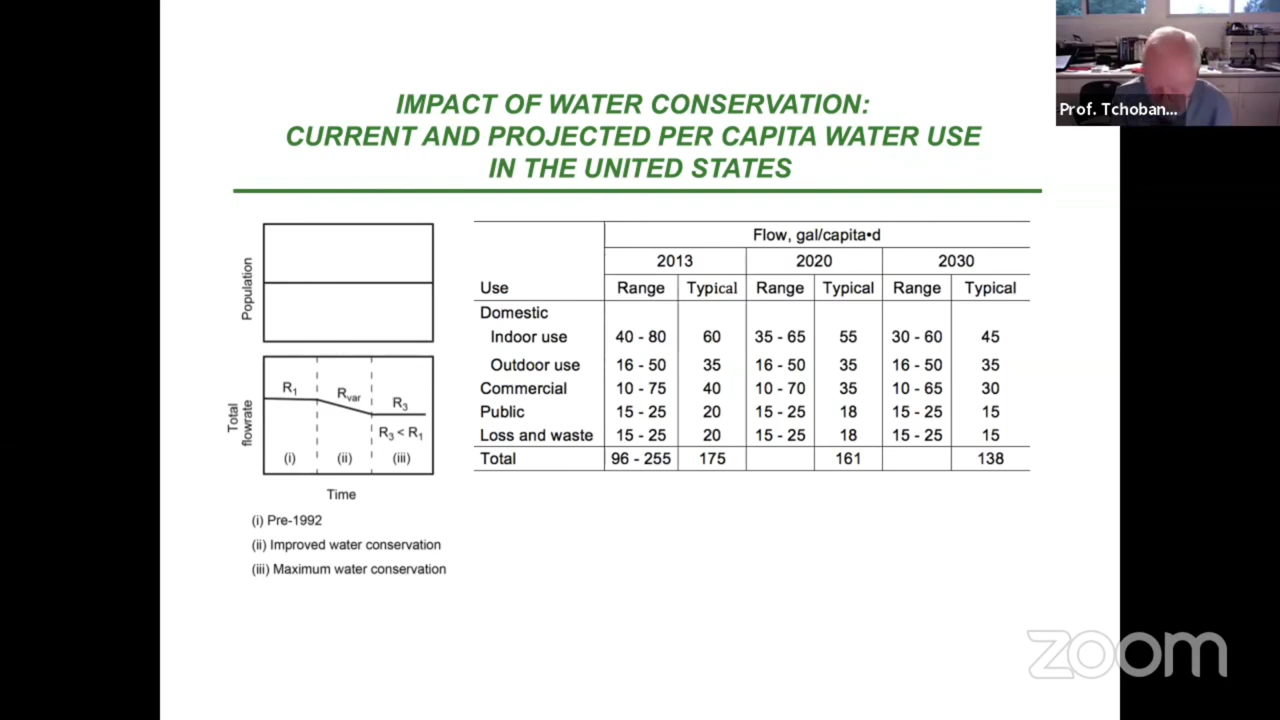 IMPACT OF WATER CONSERVATION:
CURRENT AND PROJECTED PER CAPITA WATER USE
IN THE UNITED STATES
Prof. Tchoban...
Population
R1 Rvar R3
R3 < R1
Total
flowrate
(i) (ii) (iii)
Time
(i) Pre-1992
(ii) Improved water conservation
(iii) Maximum water conservation
Flow, gal/capita•d
2013 2020 2030
Use Range Typical Range Typical Range Typical
Domestic
Indoor use 40 - 80 60 35 - 65 55 30 - 60 45
Outdoor use 16 - 50 35 16 - 50 35 16 - 50 35
Commercial 10 - 75 40 10 - 70 35 10 - 65 30
Public 15 - 25 20 15 - 25 18 15 - 25 15
Loss and waste 15 - 25 20 15 - 25 18 15 - 25 15
Total 96 - 255 175 161 138
zoom